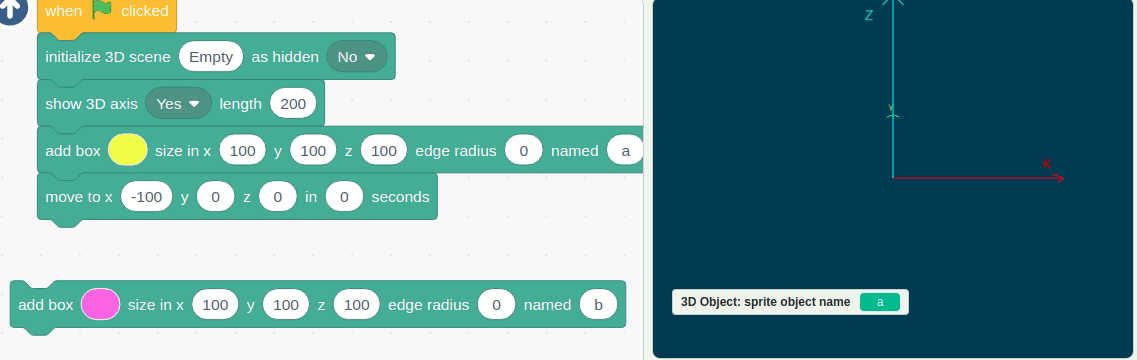 when clicked
initialize 3D scene Empty as hidden No
show 3D axis Yes length 200
add box size in x 100 y 100 z 100 edge radius 0 named a
move to x -100 y 0 z 0 in 0 seconds
add box size in x 100 y 100 z 100 edge radius 0 named b
Z
Y
X
3D Object: sprite object name a